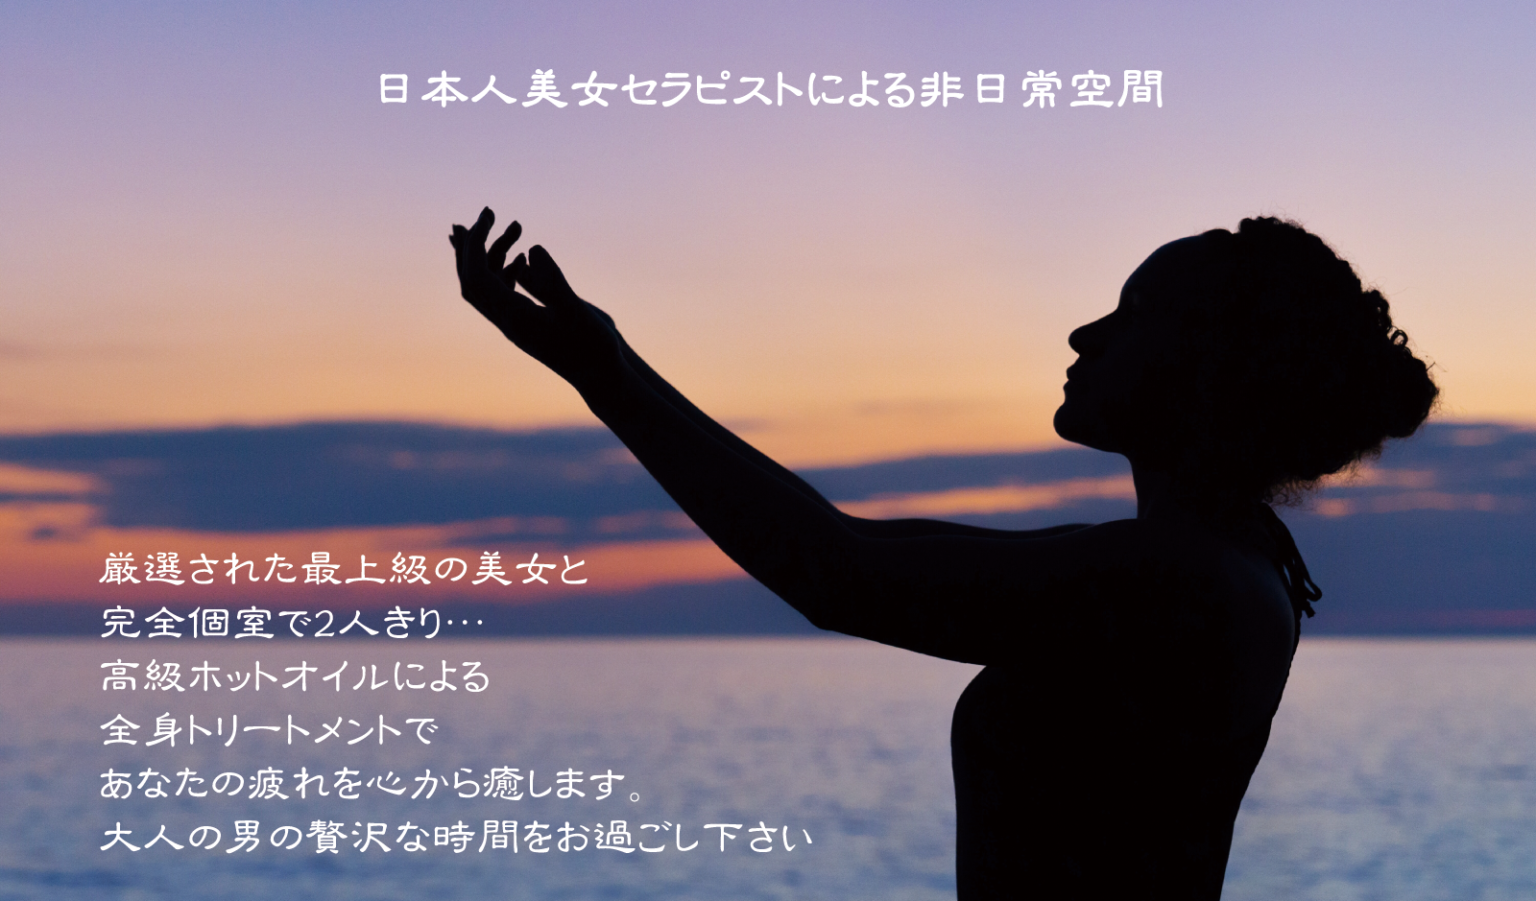 日本人美女セラピストによる非日常空間
厳選された最上級の美女と
完全個室で2人きり…
高級ホットオイルによる
全身トリートメントで
あなたの疲れを心から癒します。
大人の男の贅沢な時間をお過ごし下さい